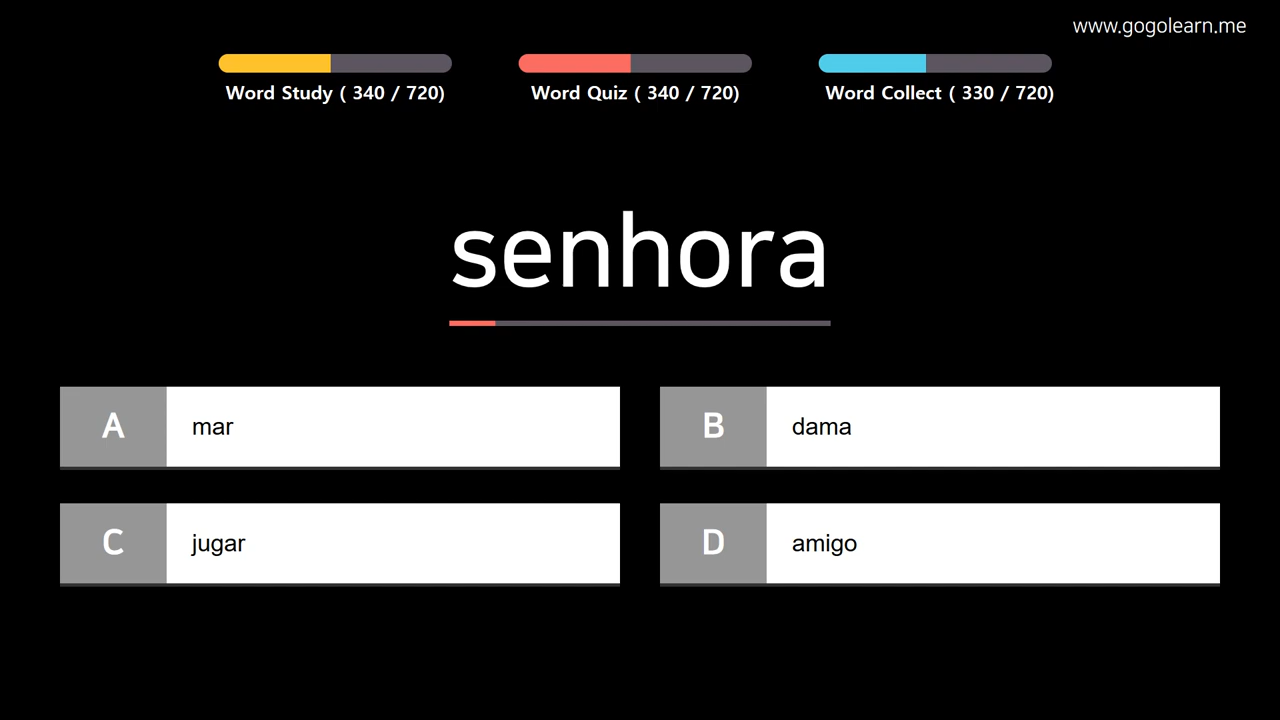 www.gogolearn.me
Word Study ( 340 / 720)
Word Quiz ( 340 / 720)
Word Collect ( 330 / 720)
senhora
A mar
B dama
C jugar
D amigo